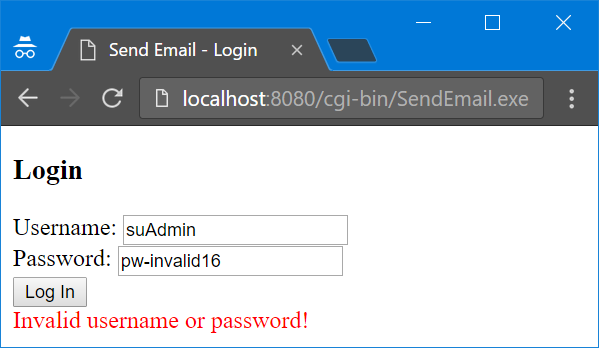 Send Email - Login
localhost:8080/cgi-bin/SendEmail.exe
Login
Username: suAdmin
Password: pw-invalid16
Log In
Invalid username or password!